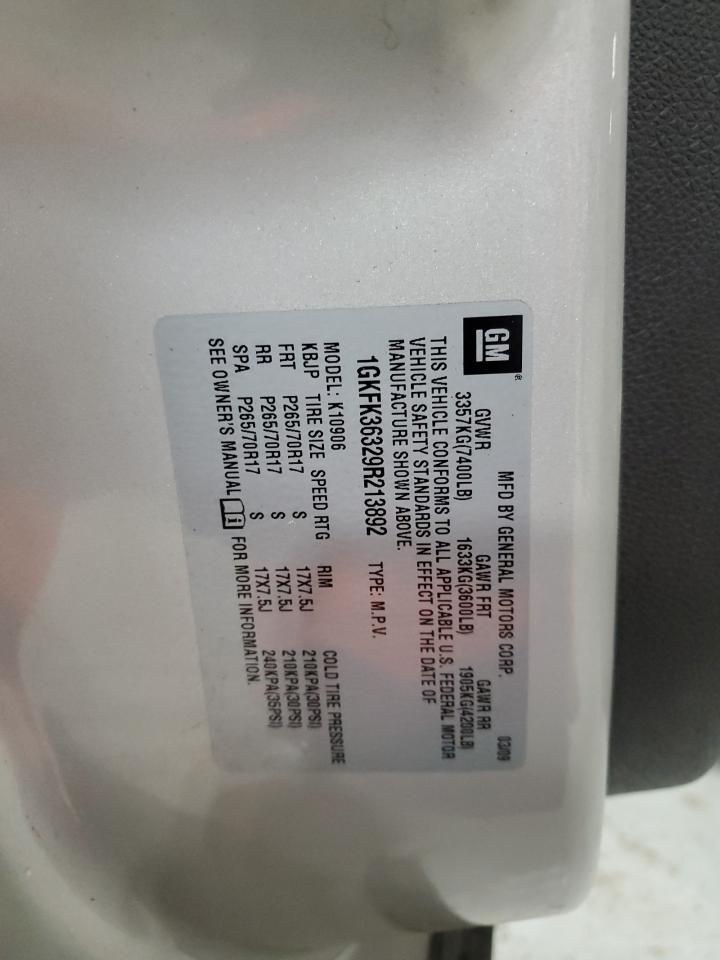 GM®
MFD BY GENERAL MOTORS CORP. 03/09
GVWR GAWR FRT GAWR RR
3357KG(7400LB) 1633KG(3600LB) 1905KG(4200LB)
THIS VEHICLE CONFORMS TO ALL APPLICABLE U.S. FEDERAL MOTOR
VEHICLE SAFETY STANDARDS IN EFFECT ON THE DATE OF
MANUFACTURE SHOWN ABOVE.
1GKFK36329R213892 TYPE: M.P.V.
MODEL: K10906
KBJP TIRE SIZE SPEED RTG RIM COLD TIRE PRESSURE
FRT P265/70R17 S 17X7.5J 210KPA(30PSI)
RR P265/70R17 S 17X7.5J 210KPA(30PSI)
SPA P265/70R17 S 17X7.5J 240KPA(35PSI)
SEE OWNER'S MANUAL FOR MORE INFORMATION.